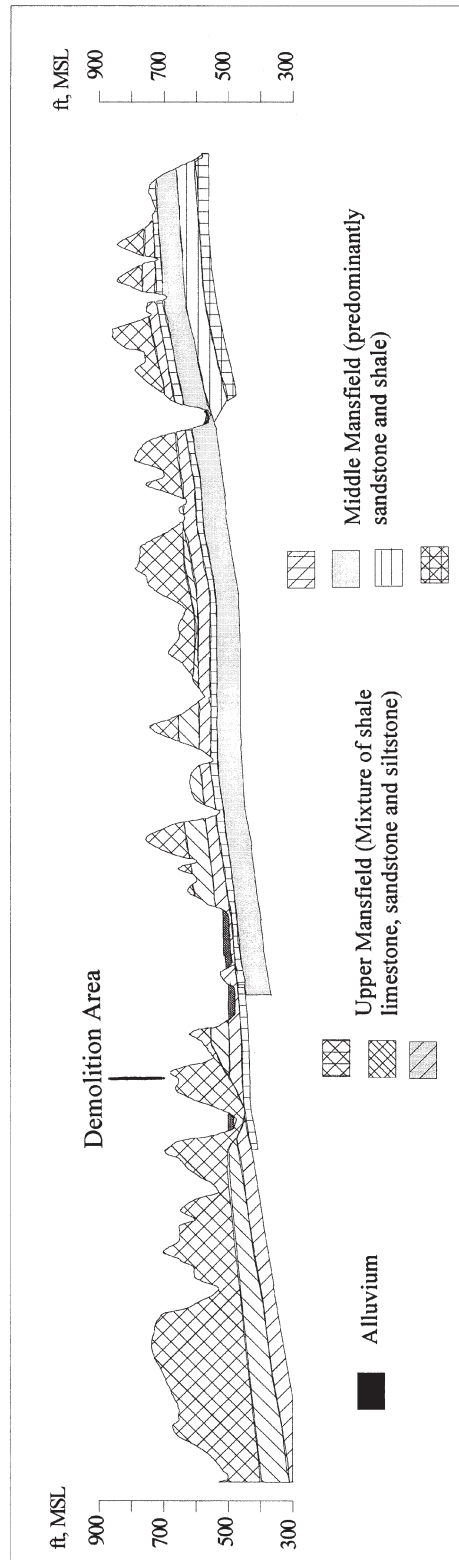 ft, MSL
900
700
500
300
Demolition Area
ft, MSL
900
700
500
300
Alluvium
Upper Mansfield (Mixture of shale
limestone, sandstone and siltstone)
Middle Mansfield (predominantly
sandstone and shale)